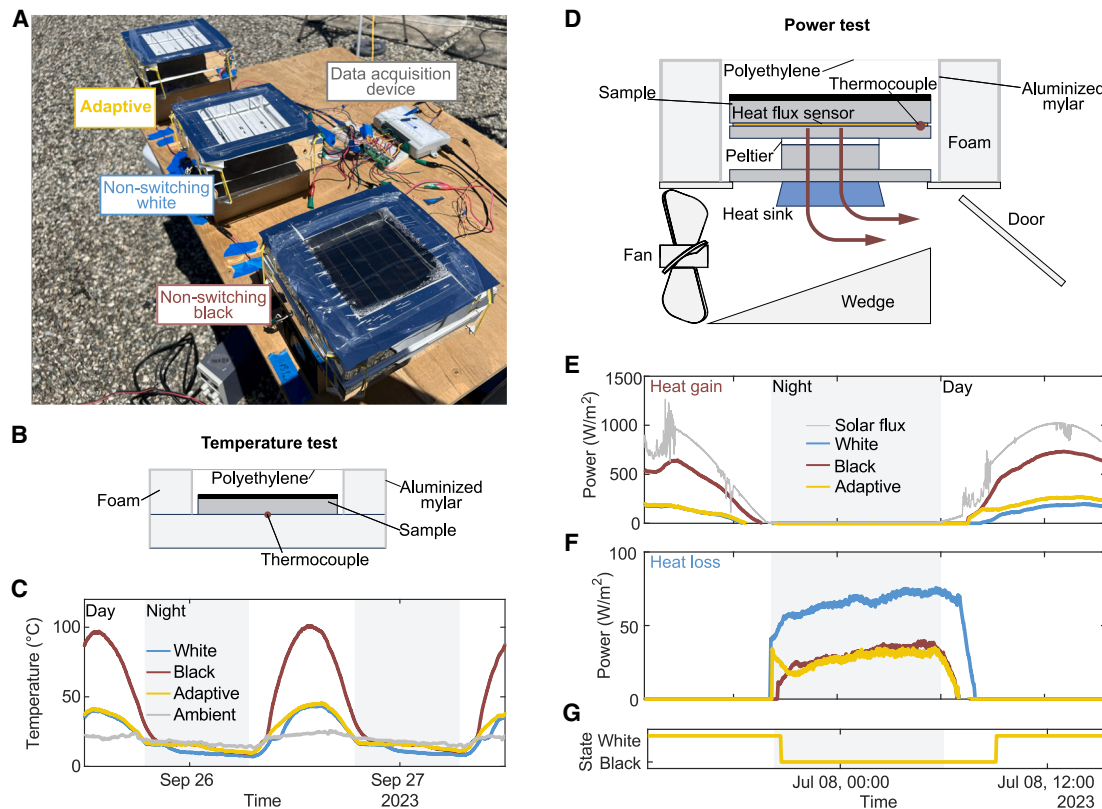 A
Adaptive
Data acquisition
device
Non-switching
white
Non-switching
black
B
Temperature test
Polyethylene
Foam
Aluminized
mylar
Sample
Thermocouple
C
Day
Night
White
Black
Adaptive
Ambient
Temperature (°C)
100
50
0
Sep 26
Sep 27
Time
2023
D
Power test
Polyethylene
Thermocouple
Sample
Heat flux sensor
Aluminized
mylar
Peltier
Foam
Heat sink
Door
Fan
Wedge
E
Heat gain
Night
Day
Solar flux
White
Black
Adaptive
Power (W/m²)
1500
1000
500
0
F
Heat loss
Power (W/m²)
100
50
0
G
State
White
Black
Jul 08, 00:00
Jul 08, 12:00
Time
2023